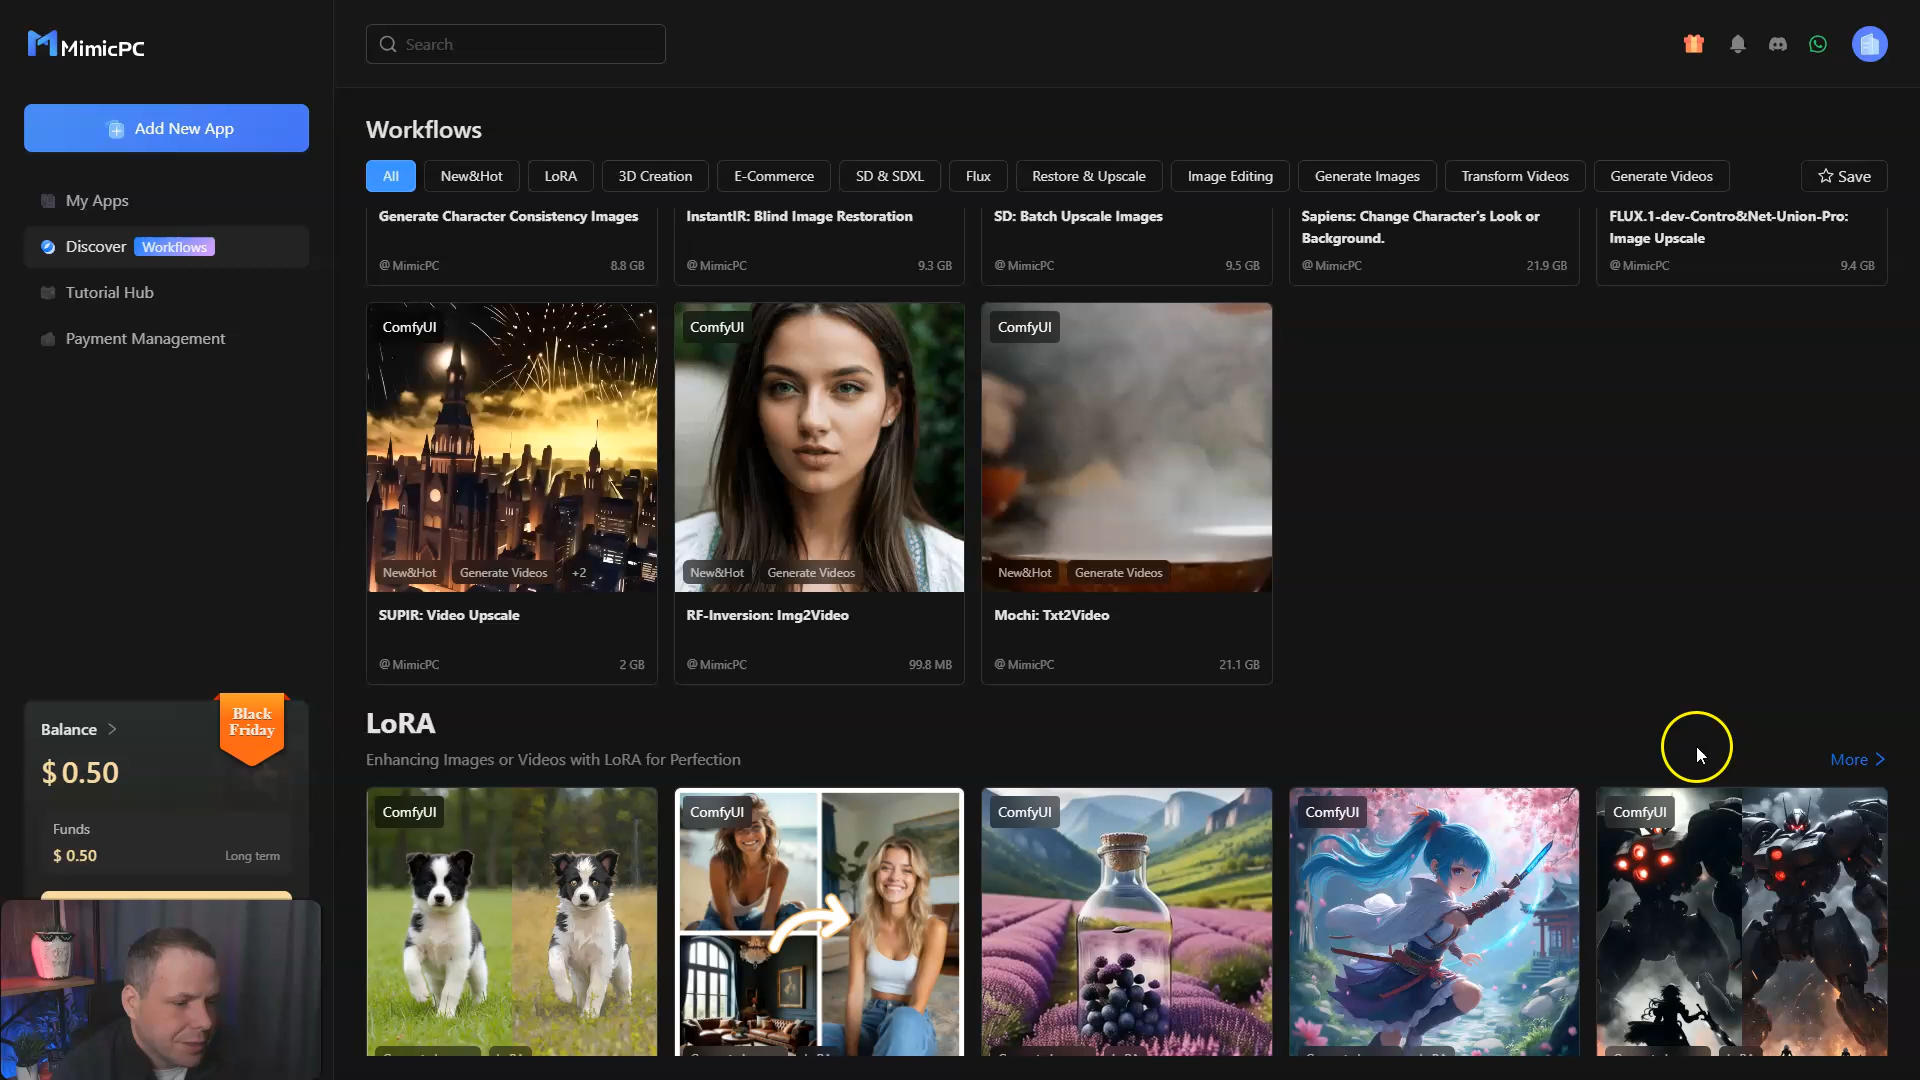 MimicPC
Search
Add New App
My Apps
Discover Workflows
Tutorial Hub
Payment Management
Workflows
All
New&Hot
LoRA
3D Creation
E-Commerce
SD & SDXL
Flux
Restore & Upscale
Image Editing
Generate Images
Transform Videos
Generate Videos
Save
Generate Character Consistency Images
@ MimicPC 8.8 GB
InstantIR: Blind Image Restoration
@ MimicPC 9.3 GB
SD: Batch Upscale Images
@ MimicPC 9.5 GB
Sapiens: Change Character's Look or
Background.
@ MimicPC 21.9 GB
FLUX.1-dev-Contro&Net-Union-Pro:
Image Upscale
@ MimicPC 9.4 GB
ComfyUI
New&Hot Generate Videos +2
SUPIR: Video Upscale
@ MimicPC 2 GB
ComfyUI
New&Hot Generate Videos
RF-Inversion: Img2Video
@ MimicPC 99.8 MB
ComfyUI
New&Hot Generate Videos
Mochi: Txt2Video
@ MimicPC 21.1 GB
LoRA
Enhancing Images or Videos with LoRA for Perfection
More >
ComfyUI
ComfyUI
ComfyUI
ComfyUI
ComfyUI
Balance >
Black
Friday
$ 0.50
Funds
$ 0.50 Long term